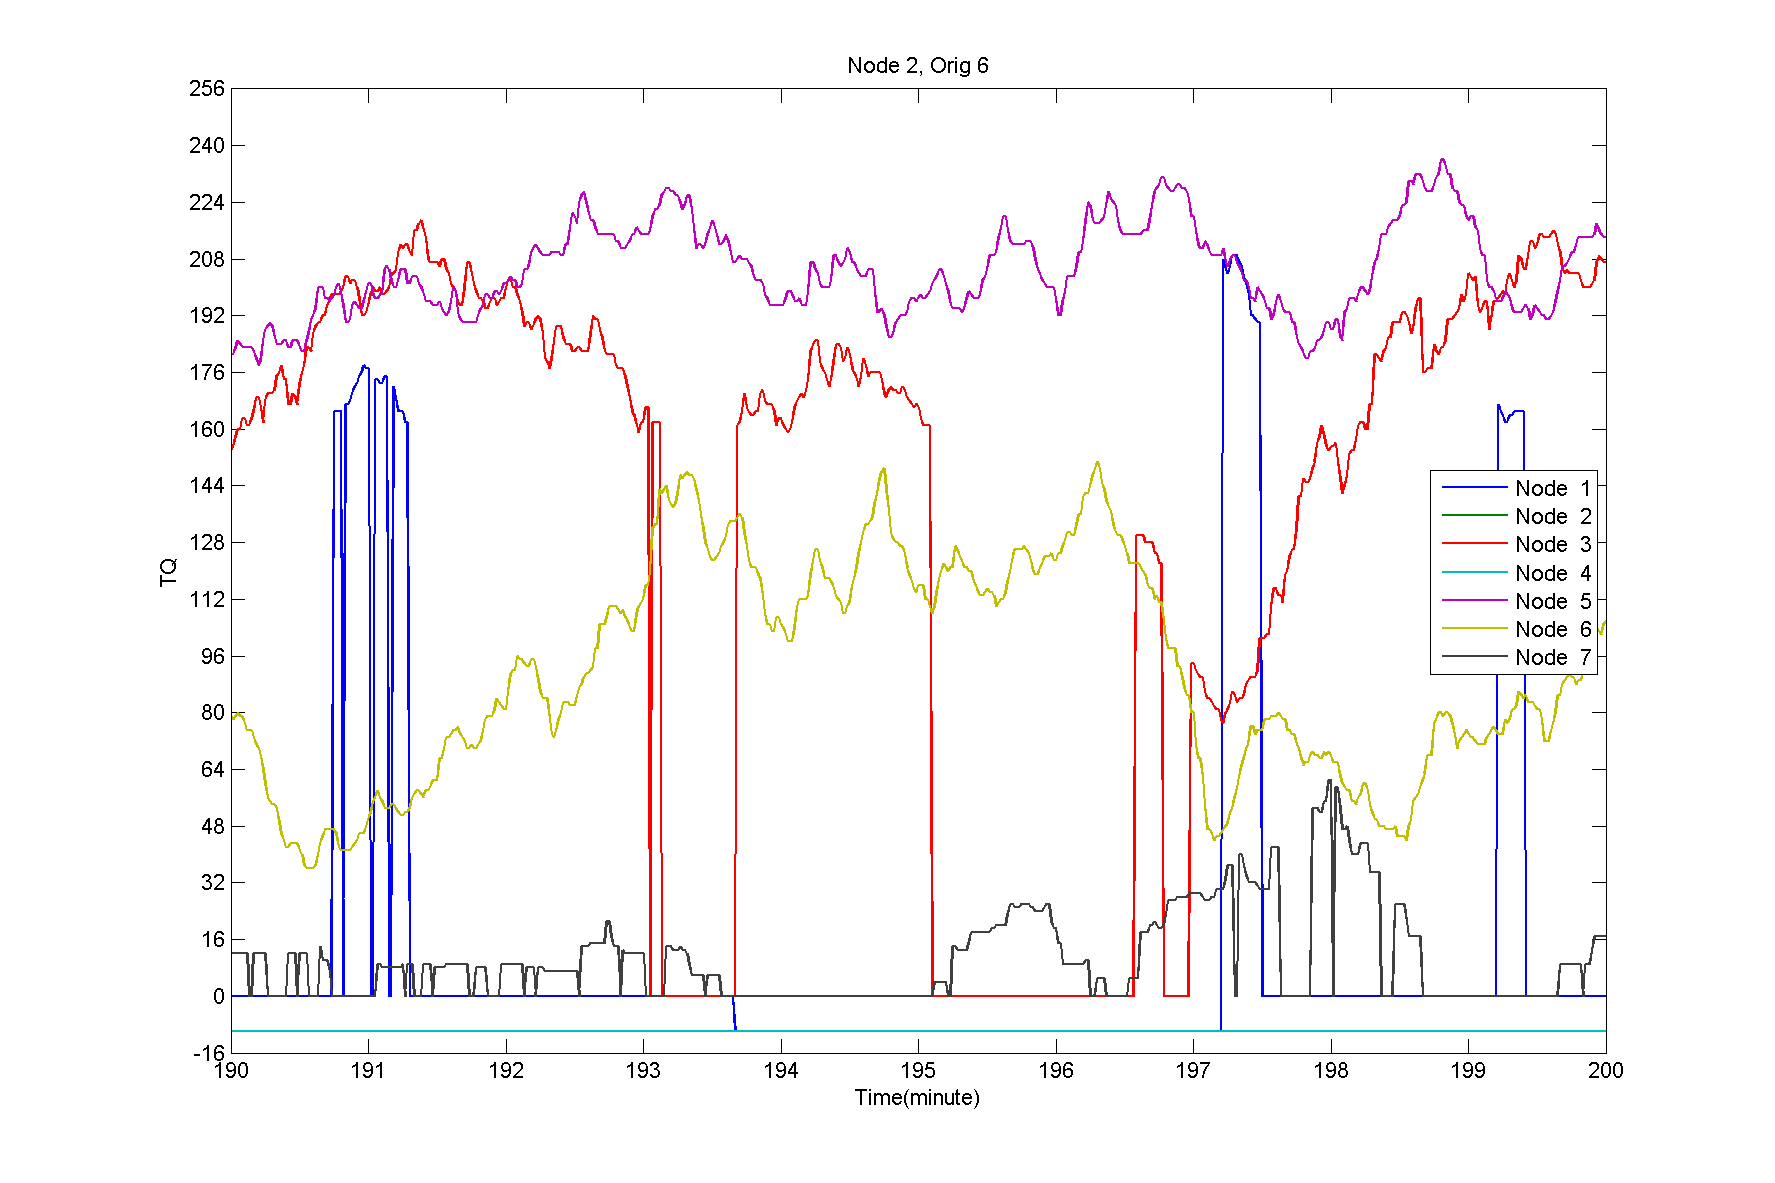 Node 2, Orig 6
256
240
224
208
192
176
160
144
128
112
96
80
64
48
32
16
0
-16
TQ
Node 1
Node 2
Node 3
Node 4
Node 5
Node 6
Node 7
190 191 192 193 194 195 196 197 198 199 200
Time(minute)